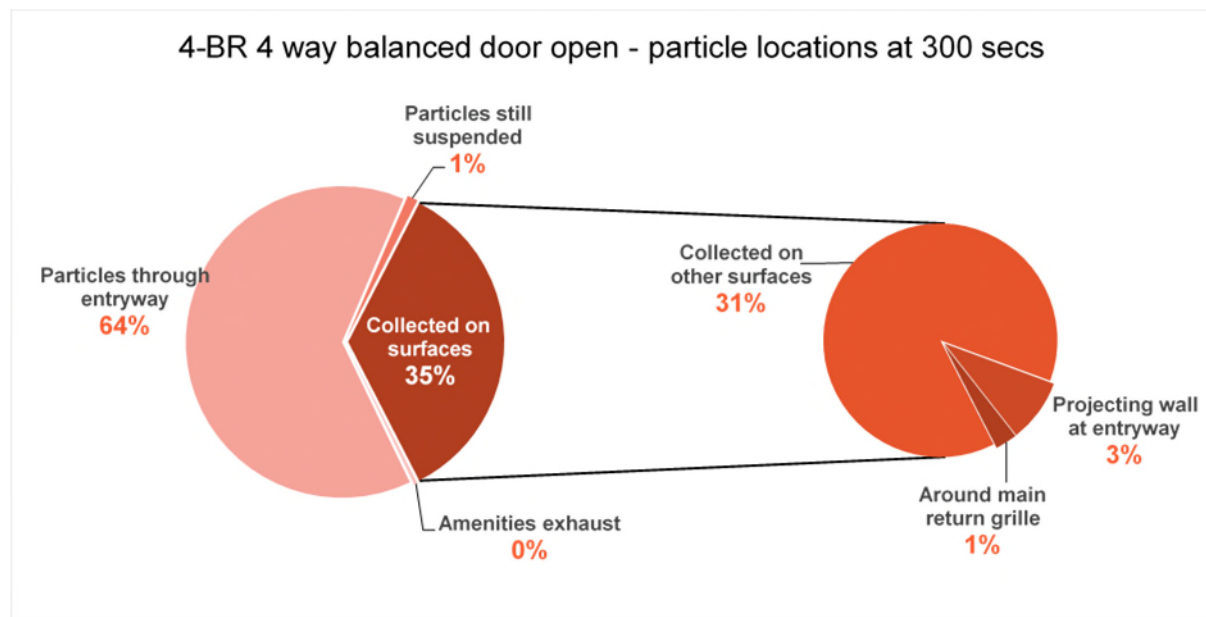 4-BR 4 way balanced door open - particle locations at 300 secs
Particles still
suspended
1%
Particles through
entryway
64%
Collected on
surfaces
35%
Amenities exhaust
0%
Collected on
other surfaces
31%
Projecting wall
at entryway
3%
Around main
return grille
1%